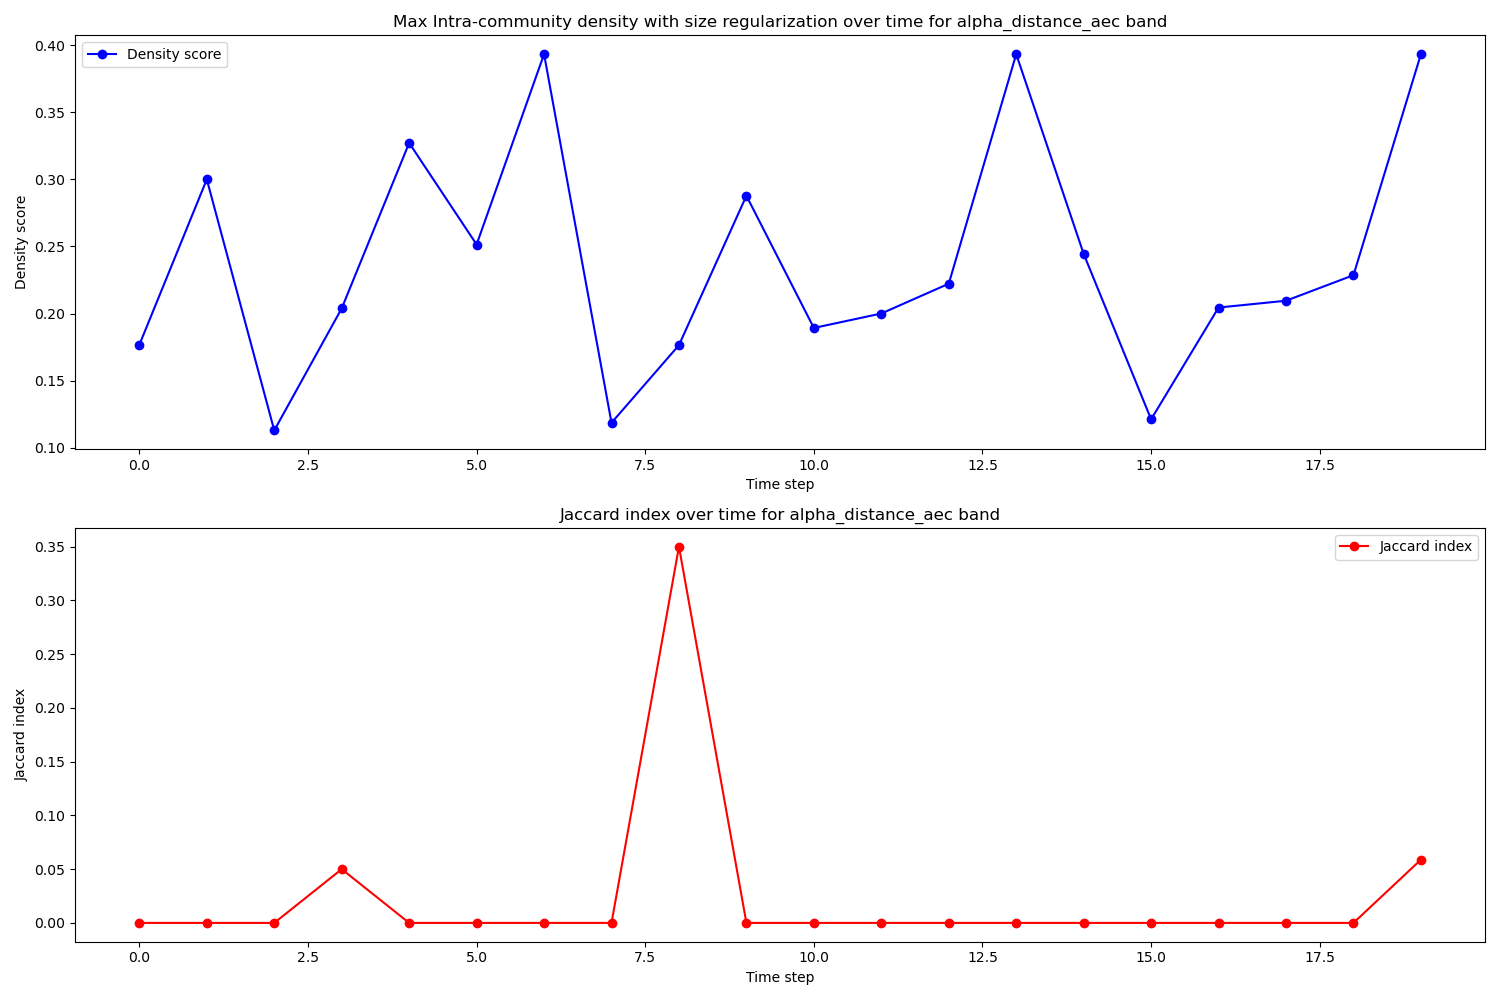 Max Intra-community density with size regularization over time for alpha_distance_aec band
Density score
0.40
0.35
0.30
0.25
0.20
0.15
0.10
Density score
0.0 2.5 5.0 7.5 10.0 12.5 15.0 17.5
Time step
Jaccard index over time for alpha_distance_aec band
Jaccard index
0.35
0.30
0.25
0.20
0.15
0.10
0.05
0.00
Jaccard index
0.0 2.5 5.0 7.5 10.0 12.5 15.0 17.5
Time step